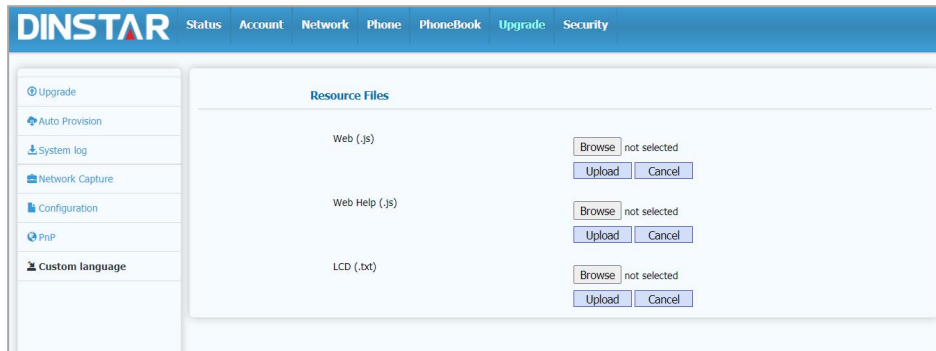 DINSTAR Status Account Network Phone PhoneBook Upgrade Security
Upgrade
Auto Provision
System log
Network Capture
Configuration
PnP
Custom language
Resource Files
Web (.js)
Browse not selected
Upload Cancel
Web Help (.js)
Browse not selected
Upload Cancel
LCD (.txt)
Browse not selected
Upload Cancel